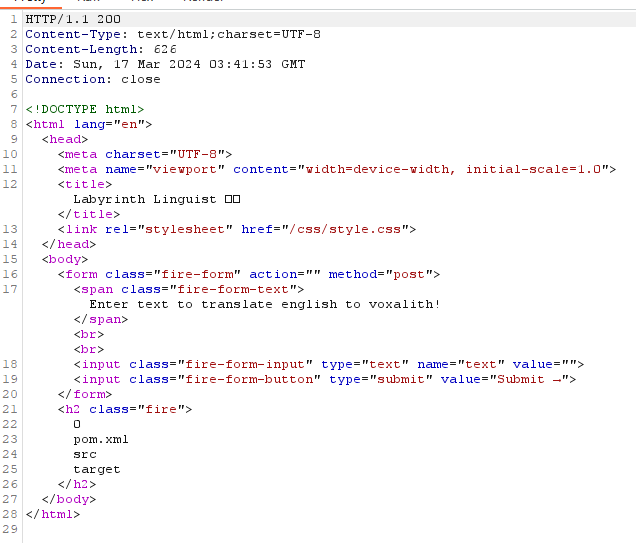 1 HTTP/1.1 200
2 Content-Type: text/html;charset=UTF-8
3 Content-Length: 626
4 Date: Sun, 17 Mar 2024 03:41:53 GMT
5 Connection: close
6
7 <!DOCTYPE html>
8 <html lang="en">
9 <head>
10 <meta charset="UTF-8">
11 <meta name="viewport" content="width=device-width, initial-scale=1.0">
12 <title>
Labyrinth Linguist □□
</title>
13 <link rel="stylesheet" href="/css/style.css">
14 </head>
15 <body>
16 <form class="fire-form" action="" method="post">
17 <span class="fire-form-text">
Enter text to translate english to voxalith!
</span>
<br>
<br>
18 <input class="fire-form-input" type="text" name="text" value="">
19 <input class="fire-form-button" type="submit" value="Submit →">
20 </form>
21 <h2 class="fire">
22 0
23 pom.xml
24 src
25 target
26 </h2>
27 </body>
28 </html>
29